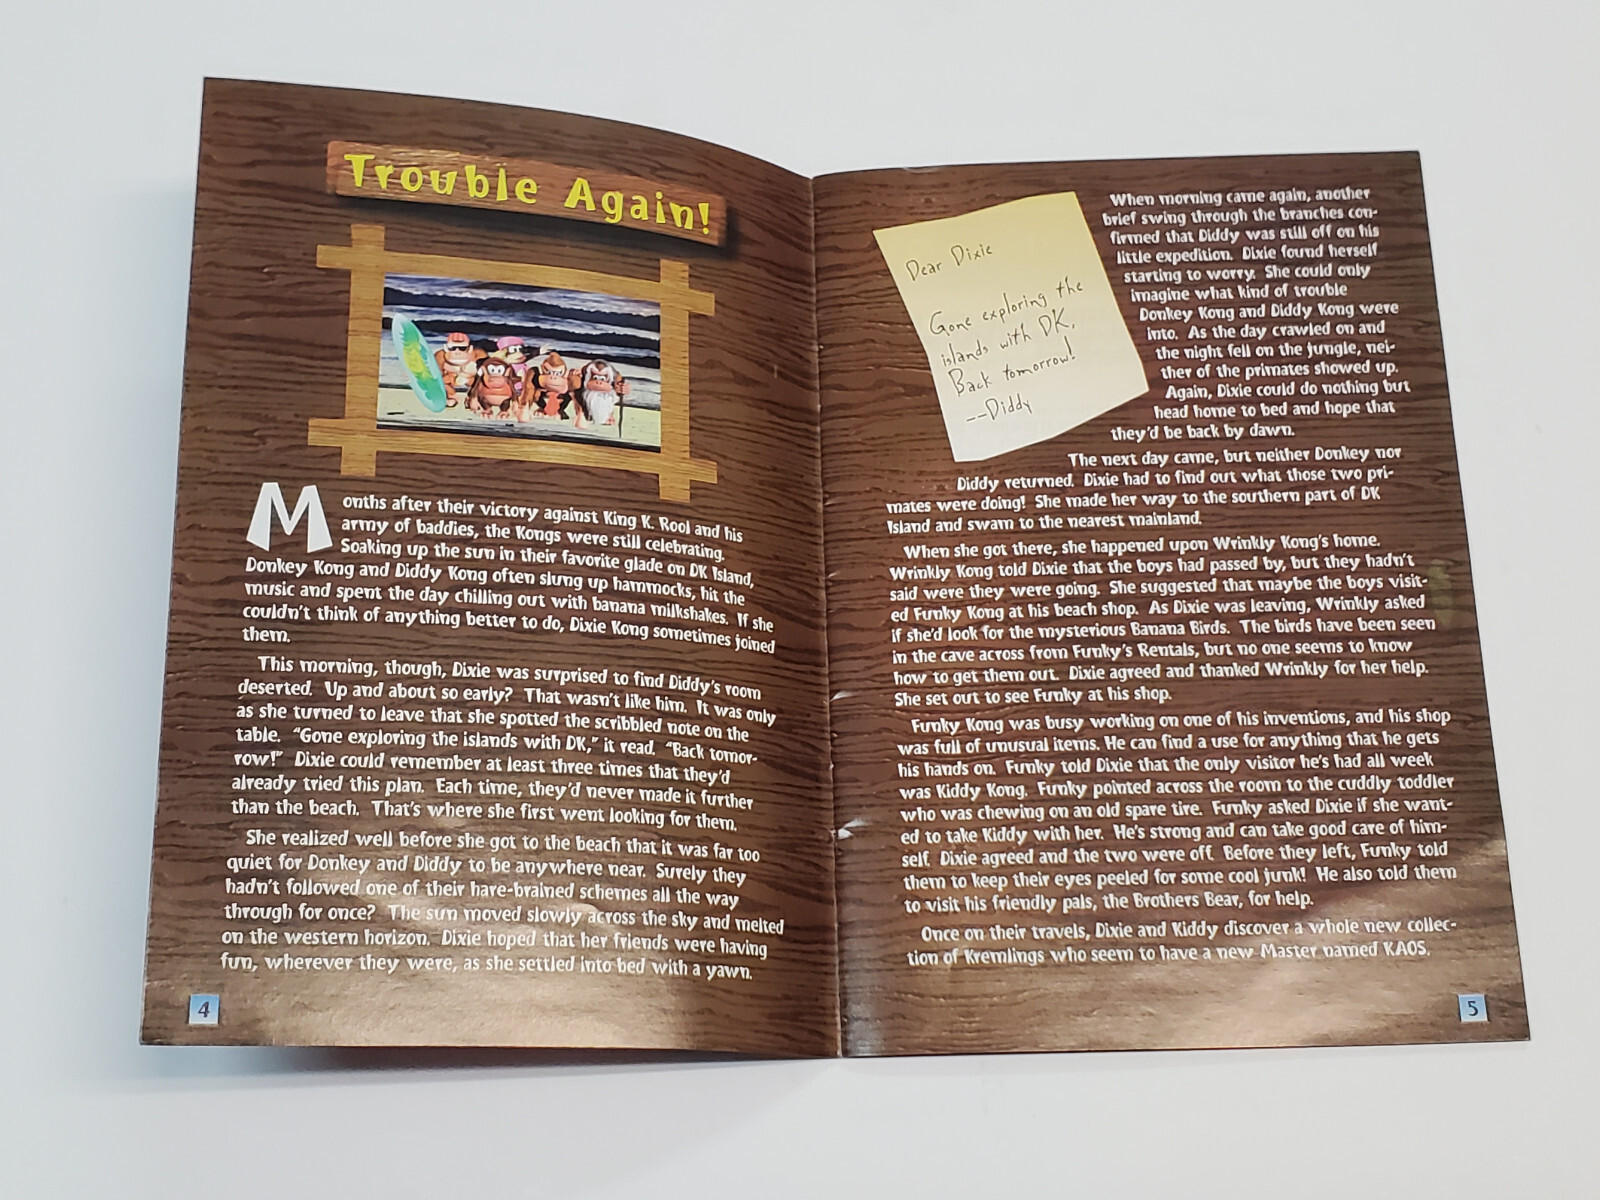 Trouble Again!
Months after their victory against King K. Rool and his
army of baddies, the Kongs were still celebrating.
Soaking up the sun in their favorite glade on DK Island,
Donkey Kong and Diddy Kong often slung up hammocks, hit the
music and spent the day chilling out with banana milkshakes. If she
couldn't think of anything better to do, Dixie Kong sometimes joined
them.
This morning, though, Dixie was surprised to find Diddy's room
deserted. Up and about so early? That wasn't like him. It was only
as she turned to leave that she spotted the scribbled note on the
table. "Gone exploring the islands with DK," it read. "Back tomor-
row!" Dixie could remember at least three times that they'd
already tried this plan. Each time, they'd never made it further
than the beach. That's where she first went looking for them.
She realized well before she got to the beach that it was far too
quiet for Donkey and Diddy to be anywhere near. Surely they
hadn't followed one of their hare-brained schemes all the way
through for once? The sun moved slowly across the sky and melted
on the western horizon. Dixie hoped that her friends were having
fun, wherever they were, as she settled into bed with a yawn.
4
Dear Dixie
Gone exploring the
islands with DK.
Back tomorrow!
--Diddy
When morning came again, another
brief swing through the branches con-
firmed that Diddy was still off on his
little expedition. Dixie found herself
starting to worry. She could only
imagine what kind of trouble
Donkey Kong and Diddy Kong were
into. As the day crawled on and
the night fell on the jungle, nei-
ther of the primates showed up.
Again, Dixie could do nothing but
head home to bed and hope that
they'd be back by dawn.
The next day came, but neither Donkey nor
Diddy returned. Dixie had to find out what those two pri-
mates were doing! She made her way to the southern part of DK
Island and swam to the nearest mainland.
When she got there, she happened upon Wrinkly Kong's home.
Wrinkly Kong told Dixie that the boys had passed by, but they hadn't
said were they were going. She suggested that maybe the boys visit-
ed Funky Kong at his beach shop. As Dixie was leaving, Wrinkly asked
if she'd look for the mysterious Banana Birds. The birds have been seen
in the cave across from Funky's Rentals, but no one seems to know
how to get them out. Dixie agreed and thanked Wrinkly for her help.
She set out to see Funky at his shop.
Funky Kong was busy working on one of his inventions, and his shop
was full of unusual items. He can find a use for anything that he gets
his hands on. Funky told Dixie that the only visitor he's had all week
was Kiddy Kong. Funky pointed across the room to the cuddly toddler
who was chewing on an old spare tire. Funky asked Dixie if she want-
ed to take Kiddy with her. He's strong and can take good care of him-
self. Dixie agreed and the two were off. Before they left, Funky told
them to keep their eyes peeled for some cool junk! He also told them
to visit his friendly pals, the Brothers Bear, for help.
Once on their travels, Dixie and Kiddy discover a whole new collec-
tion of Kremlings who seem to have a new Master named KAOS.
5